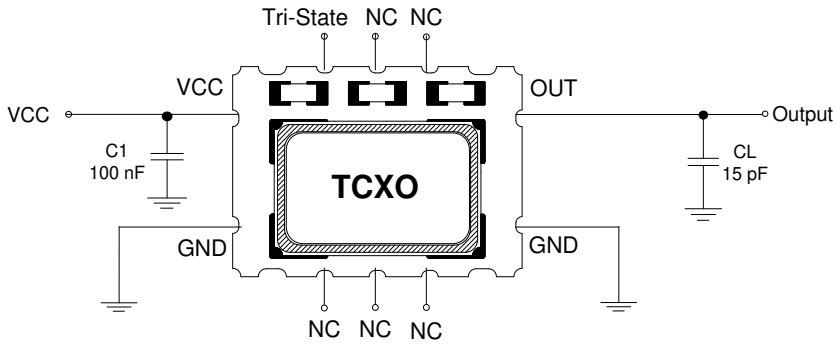 Tri-State NC NC
VCC OUT
VCC Output
C1
100 nF
CL
15 pF
TCXO
GND GND
NC NC NC